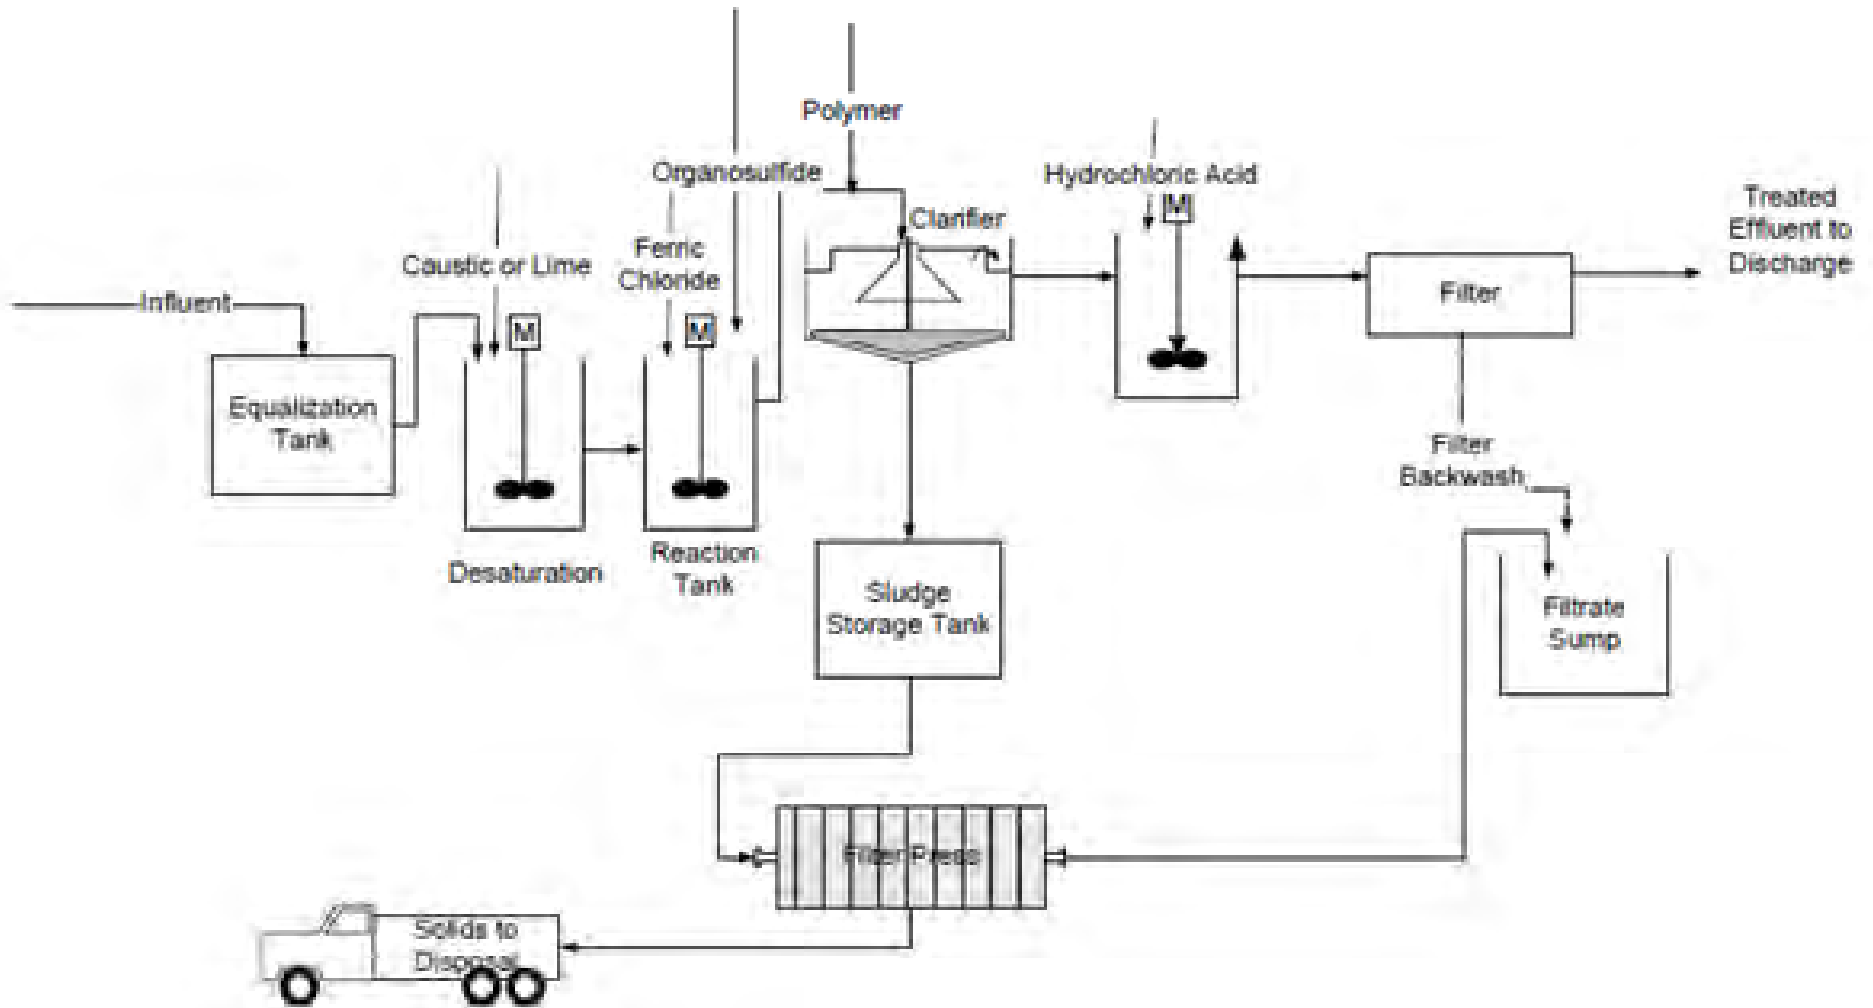 Polymer
Organosulfide
Hydrochloric Acid
Treated
Effluent to
Discharge
Clarifier
Ferric
Chloride
Caustic or Lime
Influent
M
M
M
Filter
Equalization
Tank
Filter
Backwash
Desaturation
Reaction
Tank
Sludge
Storage Tank
Filtrate
Sump
Filter Press
Solids to
Disposal